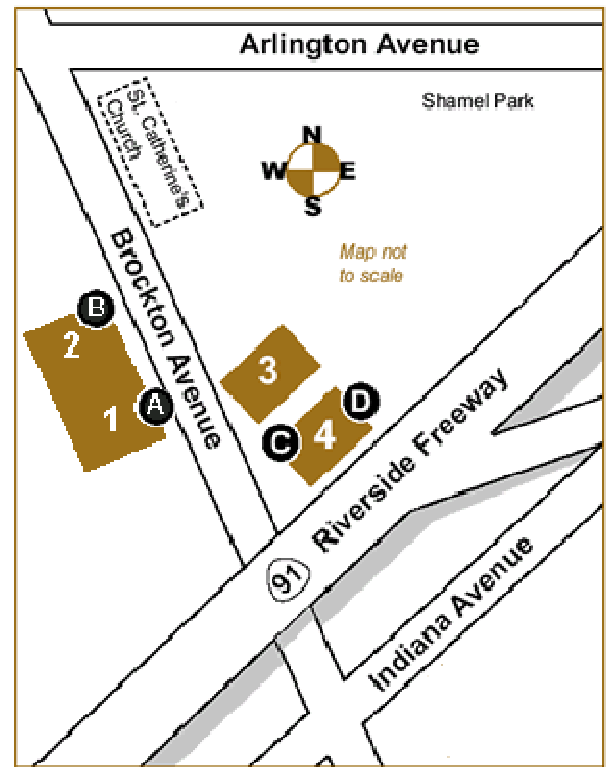 Arlington Avenue
Shamel Park
St. Catherine's
Church
N
W E
S
Map not
to scale
Brockton Avenue
B
2
3
1
A
D
C
4
Riverside Freeway
91
Indiana Avenue